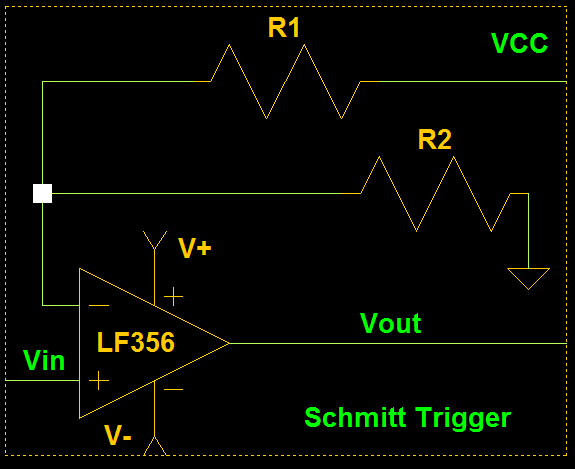 R1
VCC
R2
V+
+
−
LF356
Vout
Vin
+
−
V-
Schmitt Trigger